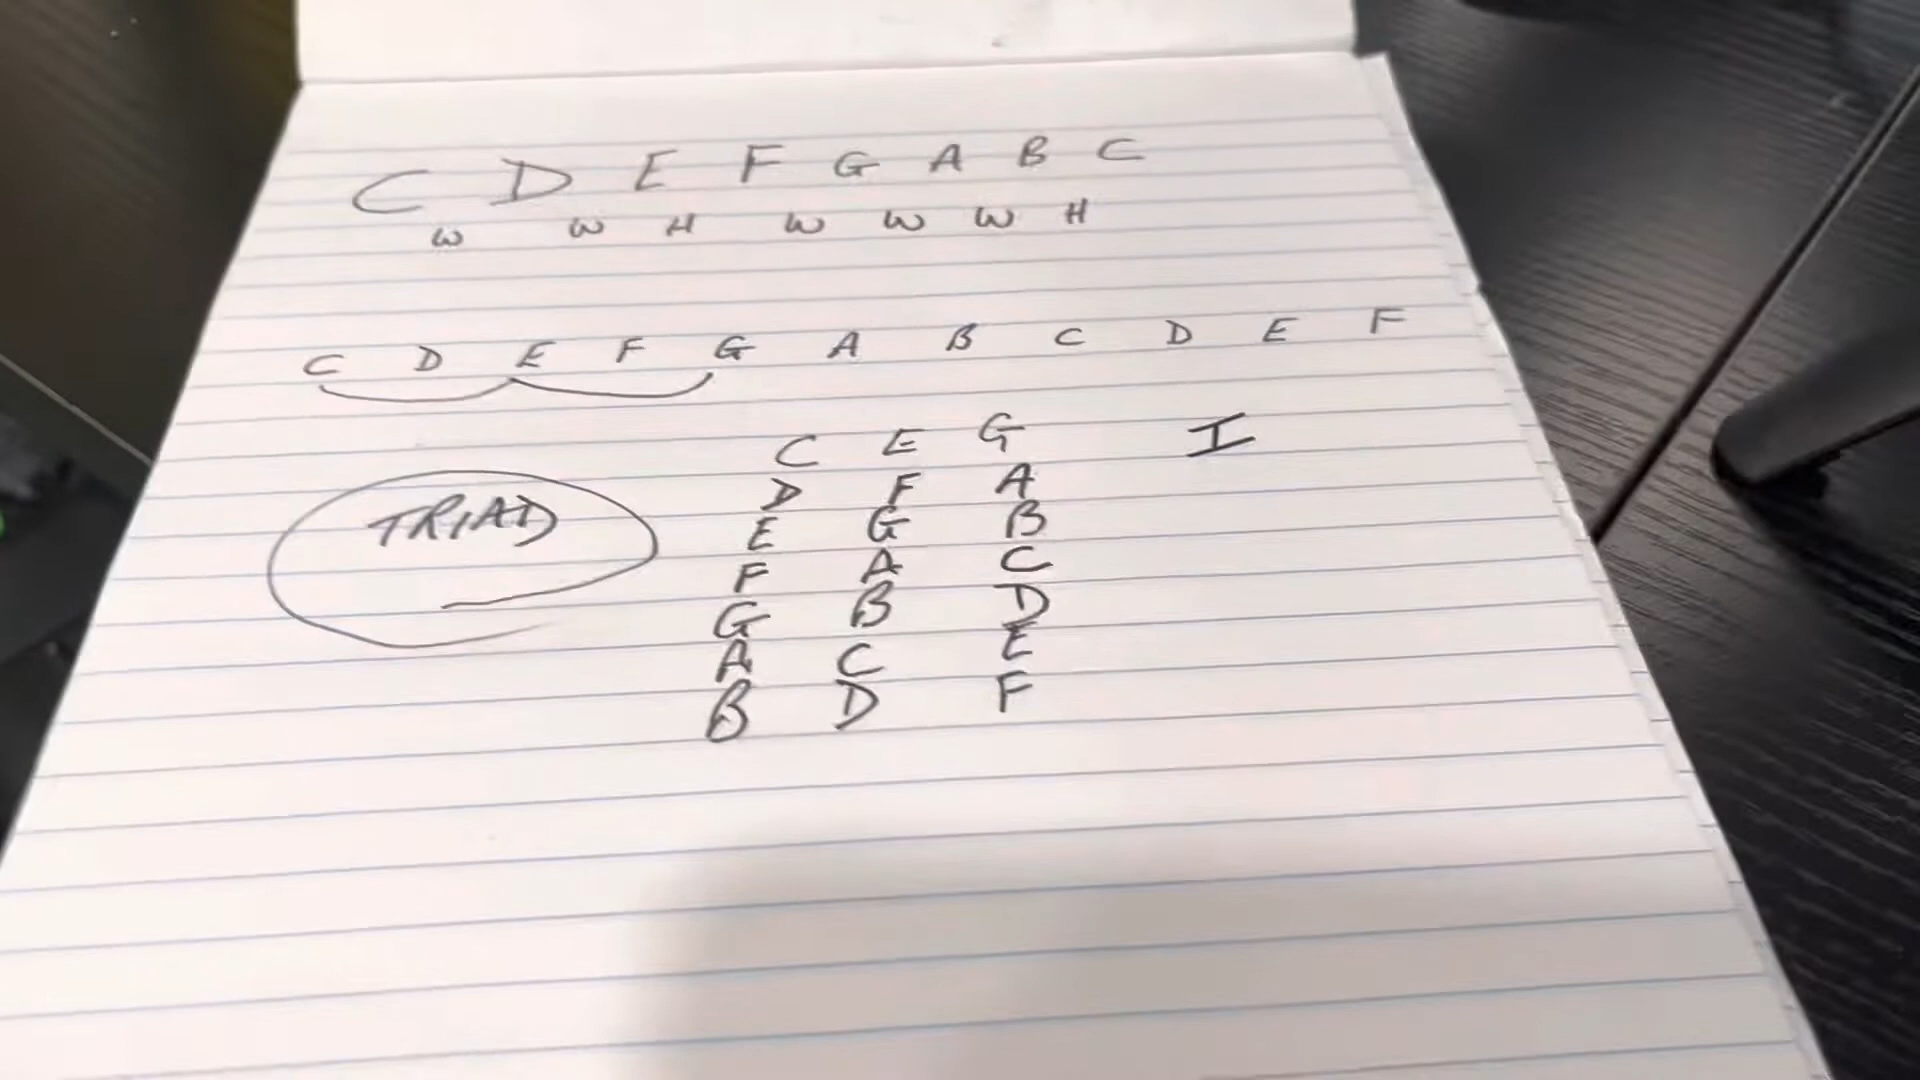 C D E F G A B C
W W H W W W H
C D E F G A B C D E F
C E G I
D F A
TRIAD
E G B
F A C
G B D
A C E
B D F